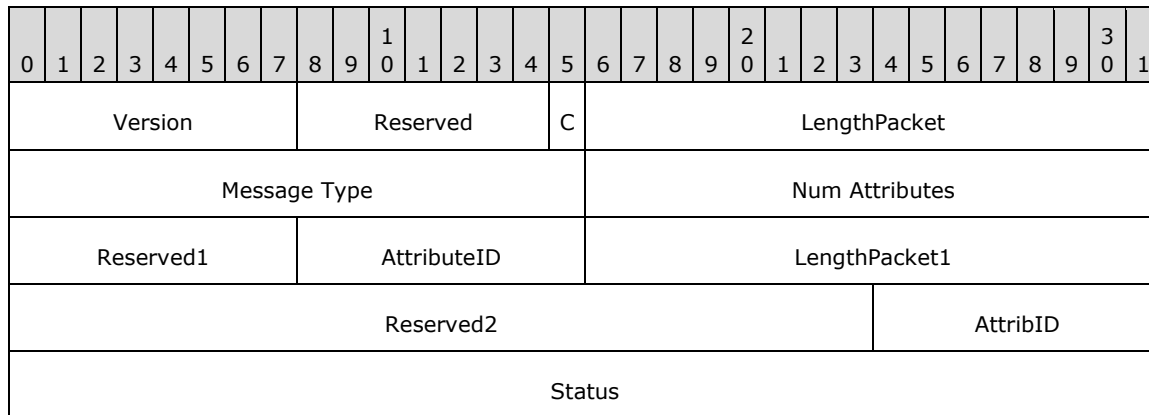 1 2 3
0 1 2 3 4 5 6 7 8 9 0 1 2 3 4 5 6 7 8 9 0 1 2 3 4 5 6 7 8 9 0 1
Version Reserved C LengthPacket
Message Type Num Attributes
Reserved1 AttributeID LengthPacket1
Reserved2 AttribID
Status